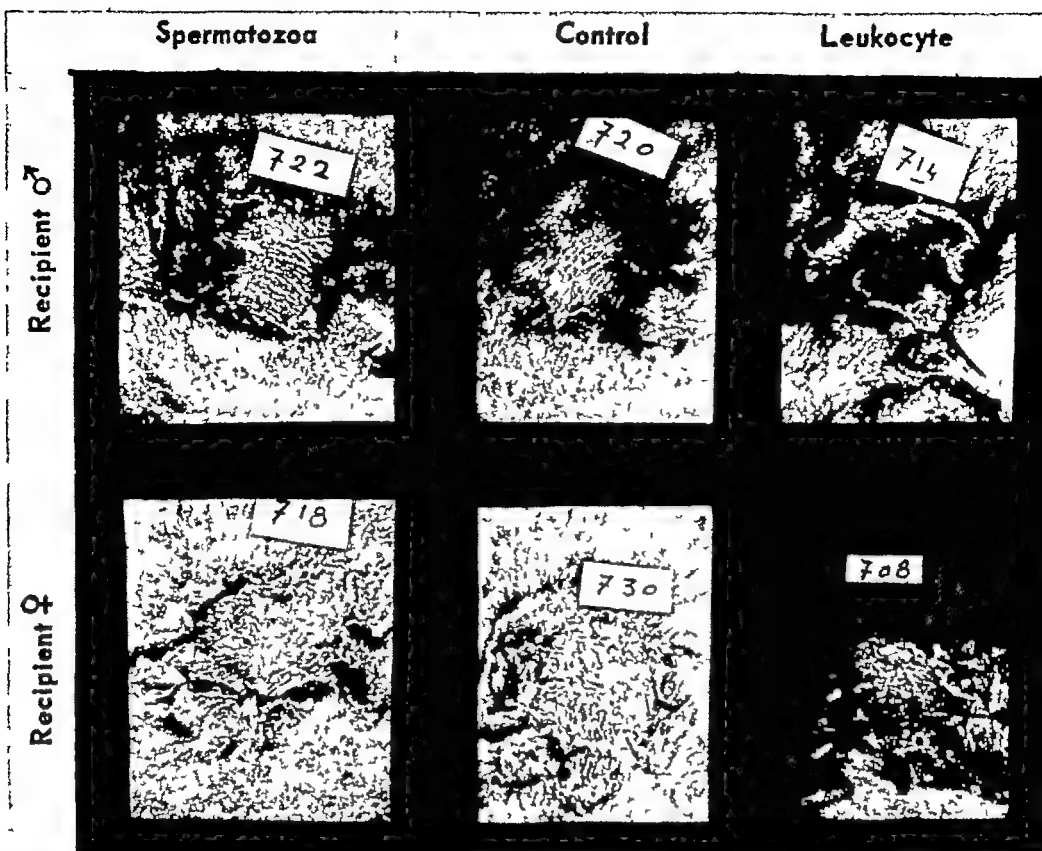 Spermatozoa Control Leukocyte
Recipient ♂
722 720 714
Recipient ♀
718 730 708